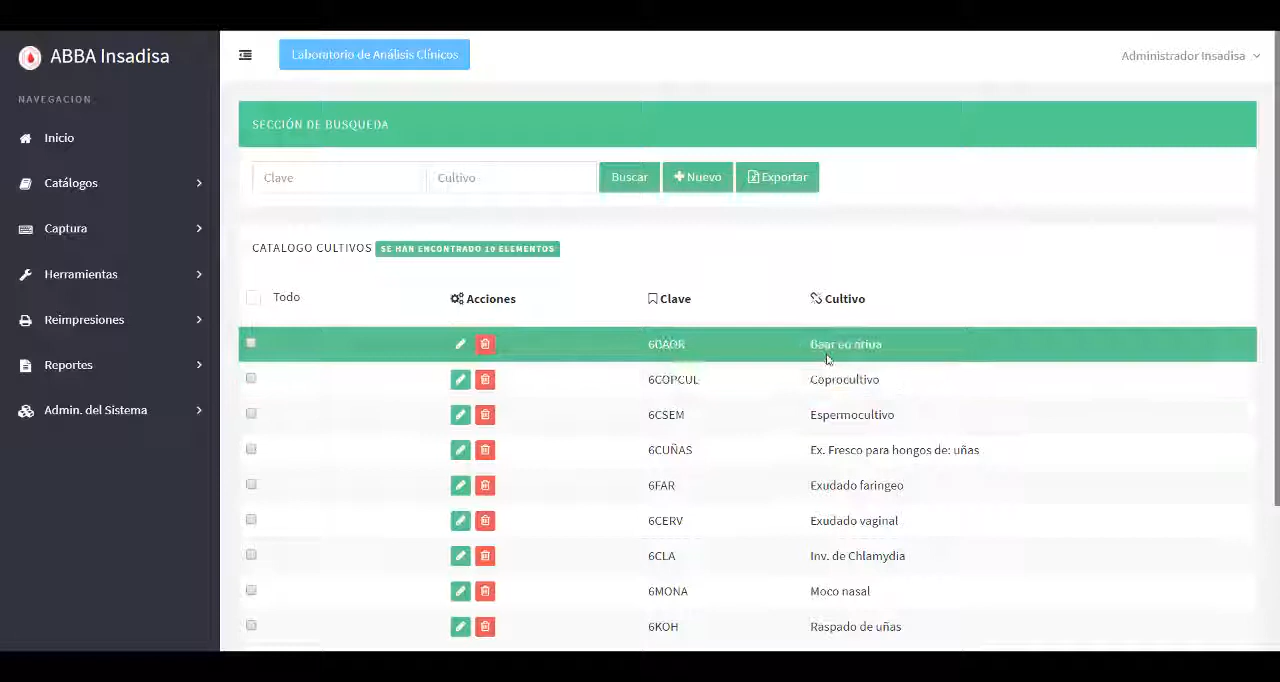 ABBA Insadisa
Laboratorio de Análisis Clínicos
Administrador Insadisa
NAVEGACION
Inicio
Catálogos
Captura
Herramientas
Reimpresiones
Reportes
Admin. del Sistema
SECCIÓN DE BUSQUEDA
Clave
Cultivo
Buscar
Nuevo
Exportar
CATALOGO CULTIVOS SE HAN ENCONTRADO 10 ELEMENTOS
Todo Acciones Clave Cultivo
6BAOR
6COPCUL Coprocultivo
6CSEM Espermocultivo
6CUÑAS Ex. Fresco para hongos de: uñas
6FAR Exudado faringeo
6CERV Exudado vaginal
6CLA Inv. de Chlamydia
6MONA Moco nasal
6KOH Raspado de uñas